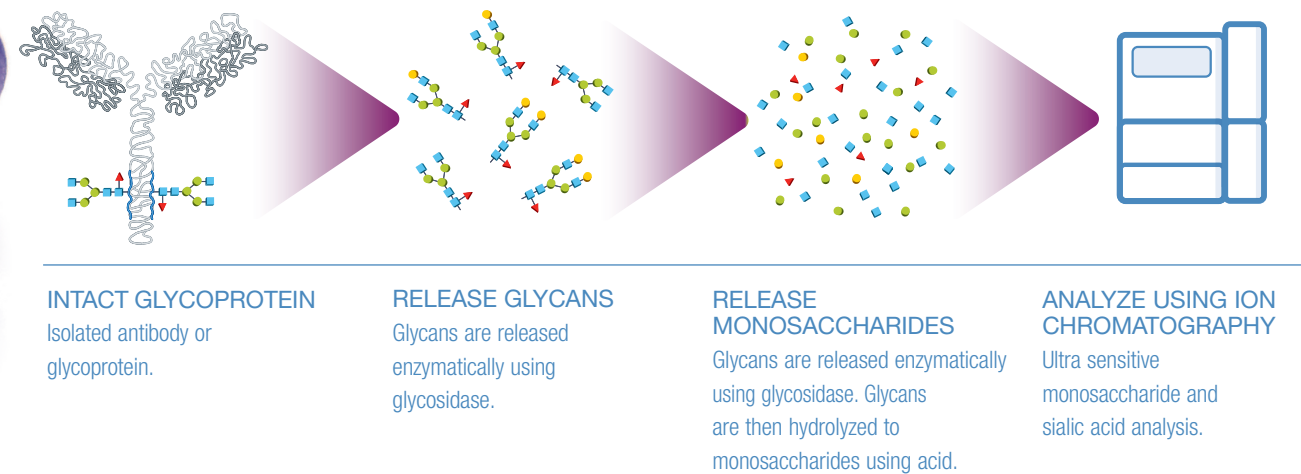 INTACT GLYCOPROTEIN
Isolated antibody or
glycoprotein.
RELEASE GLYCANS
Glycans are released
enzymatically using
glycosidase.
RELEASE
MONOSACCHARIDES
Glycans are released enzymatically
using glycosidase. Glycans
are then hydrolyzed to
monosaccharides using acid.
ANALYZE USING ION
CHROMATOGRAPHY
Ultra sensitive
monosaccharide and
sialic acid analysis.